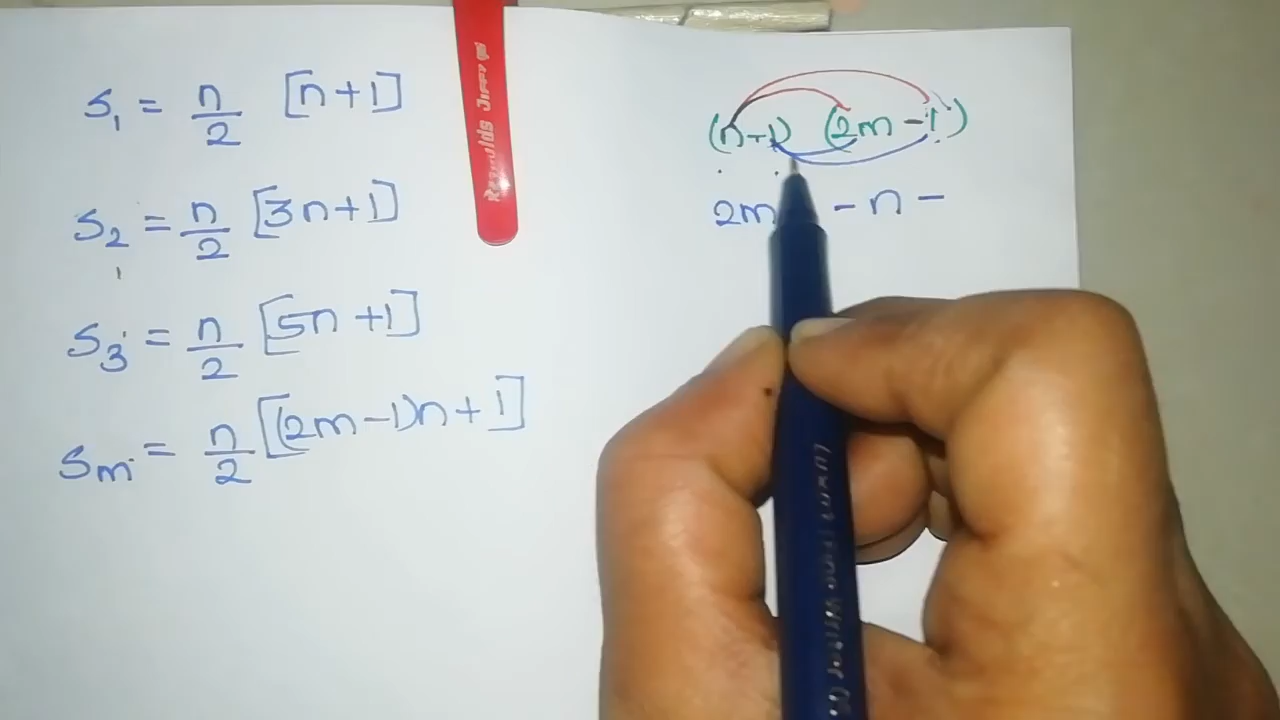 S₁ = n/2 [n+1]
S₂ = n/2 [3n+1]
S₃ = n/2 [5n+1]
Sm = n/2 [(2m-1)n+1]
(n-1) (2m-1)
2m - n -
Reynolds